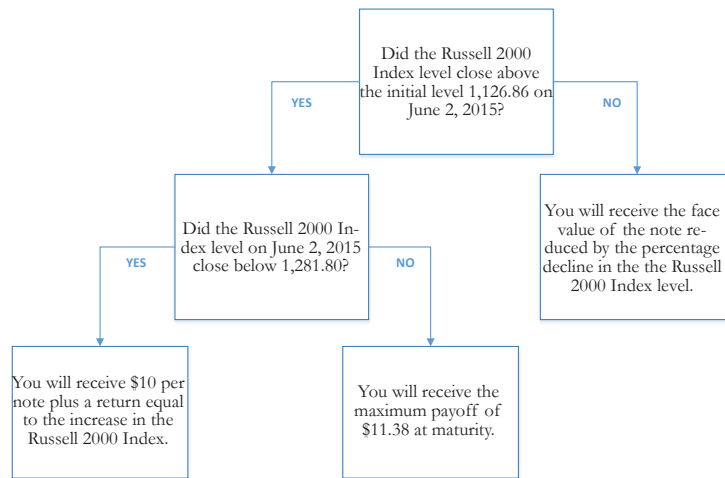 Did the Russell 2000
Index level close above
the initial level 1,126.86 on
June 2, 2015?
YES
NO
Did the Russell 2000 In-
dex level on June 2, 2015
close below 1,281.80?
You will receive the face
value of the note re-
duced by the percentage
decline in the the Russell
2000 Index level.
YES
NO
You will receive $10 per
note plus a return equal
to the increase in the
Russell 2000 Index.
You will receive the
maximum payoff of
$11.38 at maturity.